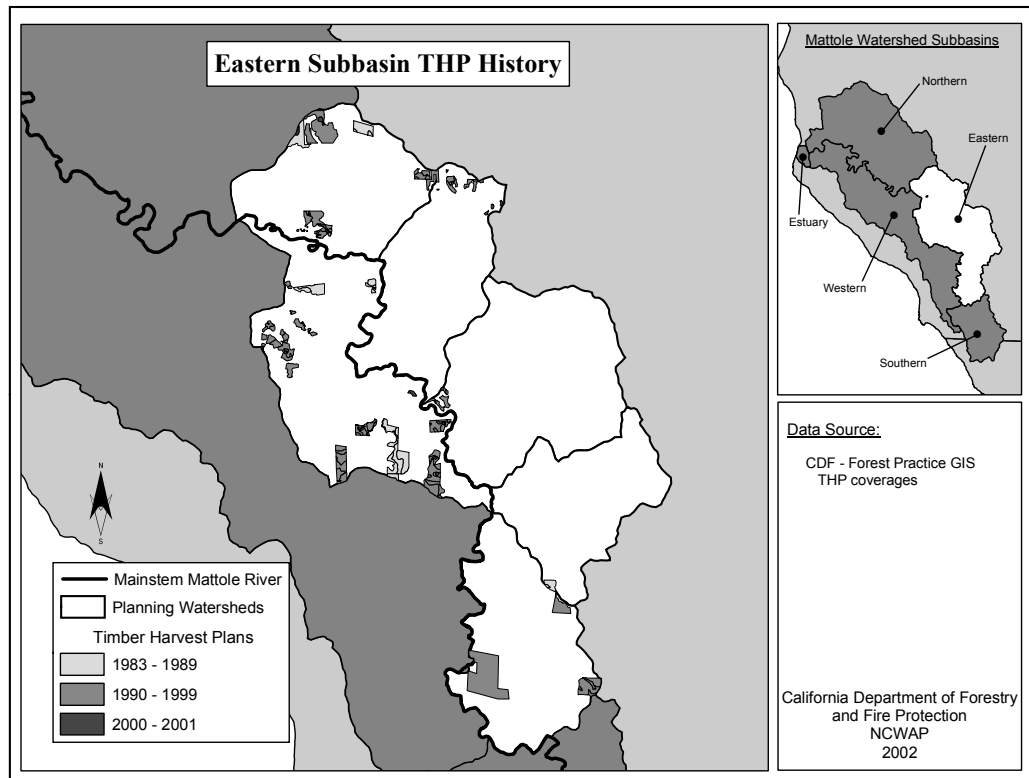 Eastern Subbasin THP History
N
S
Mainstem Mattole River
Planning Watersheds
Timber Harvest Plans
1983 - 1989
1990 - 1999
2000 - 2001
Mattole Watershed Subbasins
Northern
Eastern
Estuary
Western
Southern
Data Source:
CDF - Forest Practice GIS
THP coverages
California Department of Forestry
and Fire Protection
NCWAP
2002